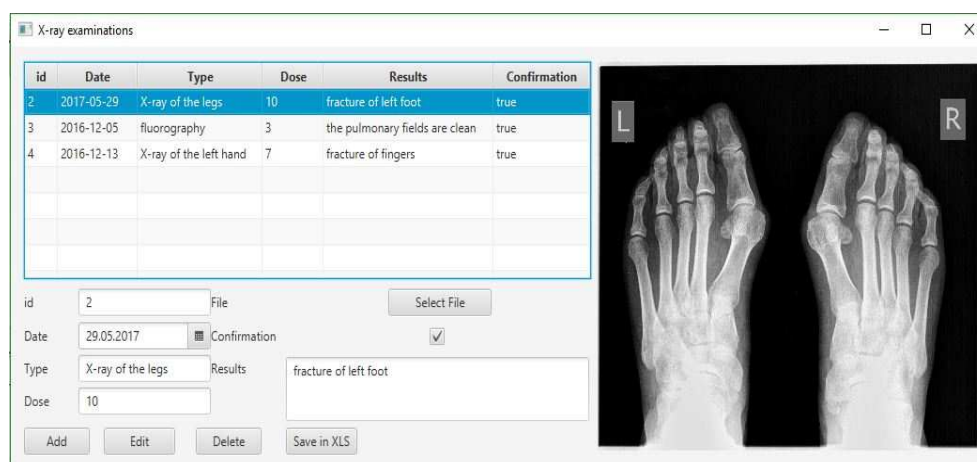 X-ray examinations
id Date Type Dose Results Confirmation
2 2017-05-29 X-ray of the legs 10 fracture of left foot true
3 2016-12-05 fluorography 3 the pulmonary fields are clean true
4 2016-12-13 X-ray of the left hand 7 fracture of fingers true
id 2 File Select File
Date 29.05.2017 Confirmation
Type X-ray of the legs Results fracture of left foot
Dose 10
Add Edit Delete Save in XLS
L R